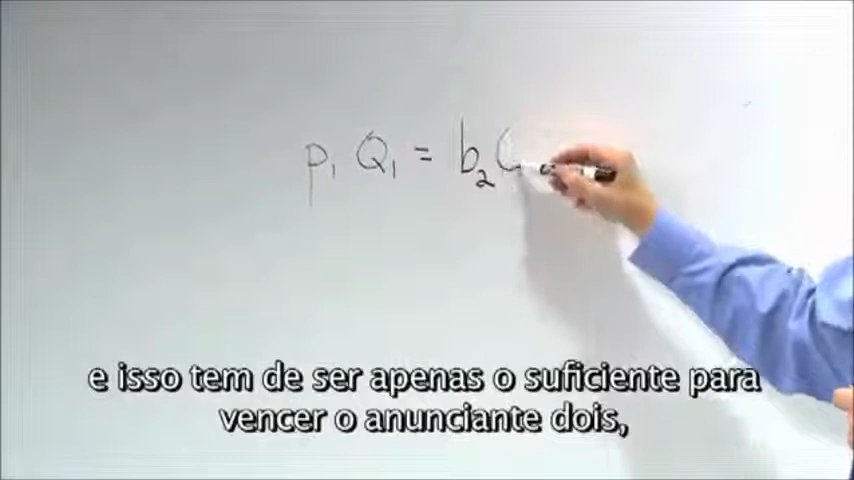 p₁ Q₁ = b₂
e isso tem de ser apenas o suficiente para
vencer o anunciante dois,